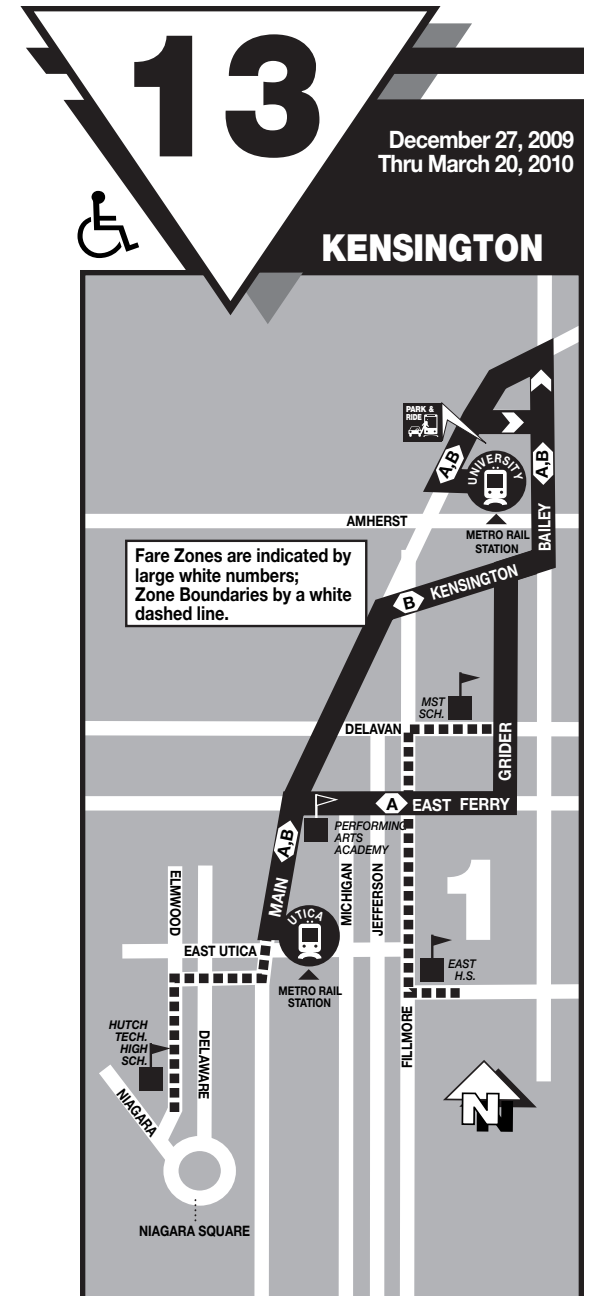 13
December 27, 2009
Thru March 20, 2010
KENSINGTON
PARK &
RIDE
A,B
UNIVERSITY
A,B
AMHERST
METRO RAIL
STATION
BAILEY
Fare Zones are indicated by
large white numbers;
Zone Boundaries by a white
dashed line.
B
KENSINGTON
MST
SCH.
DELAVAN
GRIDER
A
EAST FERRY
PERFORMING
ARTS
ACADEMY
A,B
MAIN
MICHIGAN
JEFFERSON
1
ELMWOOD
UTICA
EAST UTICA
METRO RAIL
STATION
EAST
H.S.
FILLMORE
HUTCH
TECH.
HIGH
SCH.
DELAWARE
NIAGARA
N
NIAGARA SQUARE